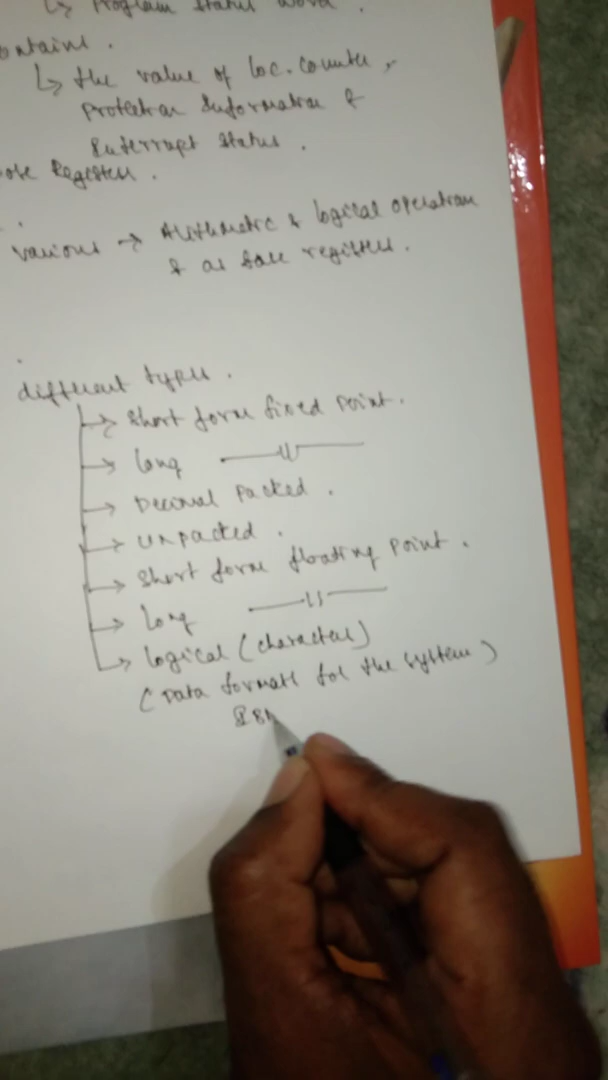 ↳ Program Status Word .
ontains .
↳ the value of Loc. Counter ,
Protection Information &
Interrupt Status .
ose Registers .
various → Arithmetic & logical operation
& as base registers .
different types .
→ Short form fixed Point .
→ Long —— 〃 ——
→ Decimal Packed .
→ Unpacked .
→ Short form floating Point .
→ Long —— 〃 ——
→ logical (character)
(Data formats for the system)
IBM